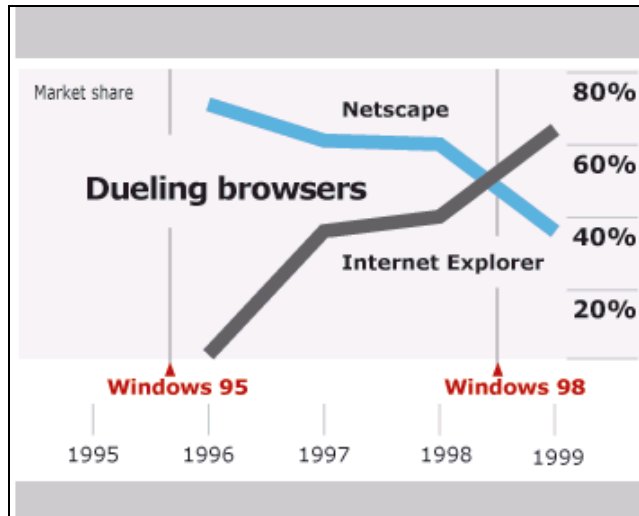 Market share
Netscape
80%
Dueling browsers
60%
Internet Explorer
40%
20%
Windows 95
Windows 98
1995
1996
1997
1998
1999